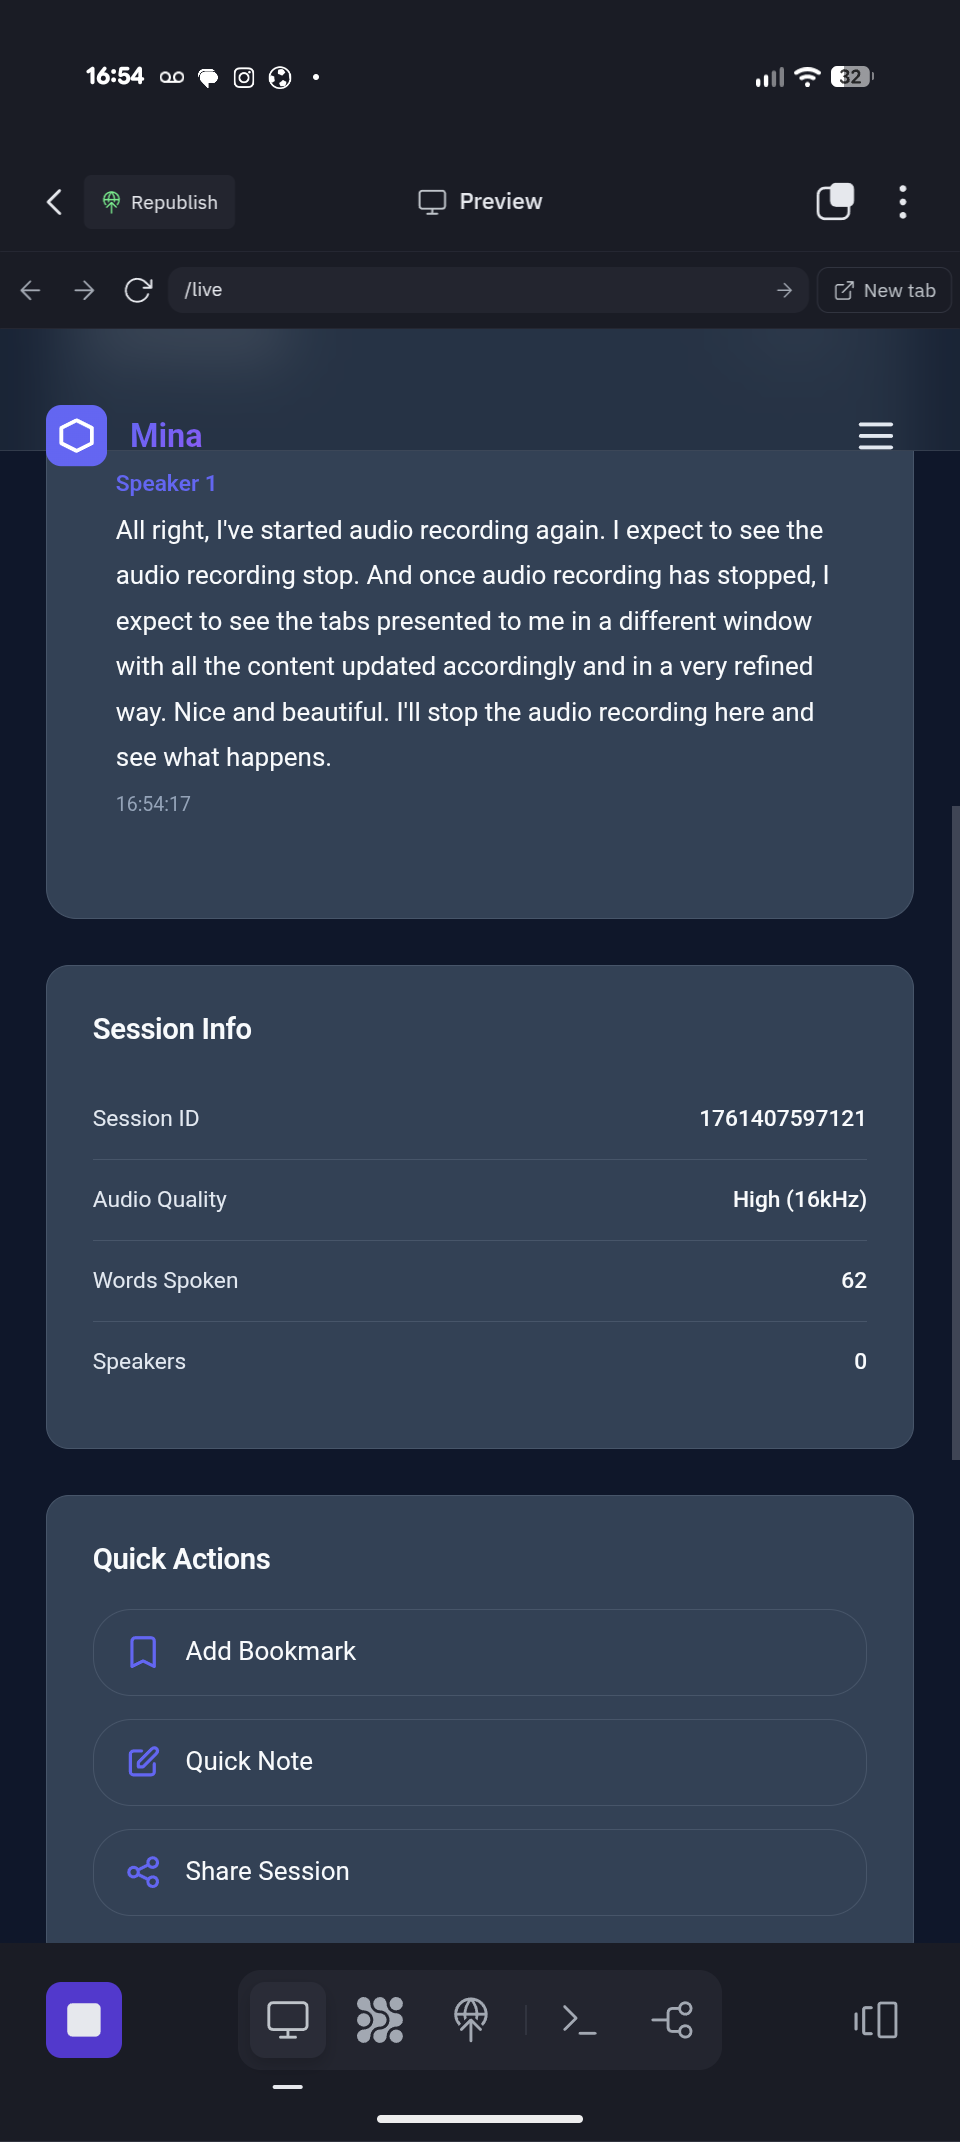 16:54
32
Republish
Preview
/live
New tab
Mina
Speaker 1
All right, I've started audio recording again. I expect to see the
audio recording stop. And once audio recording has stopped, I
expect to see the tabs presented to me in a different window
with all the content updated accordingly and in a very refined
way. Nice and beautiful. I'll stop the audio recording here and
see what happens.
16:54:17
Session Info
Session ID 1761407597121
Audio Quality High (16kHz)
Words Spoken 62
Speakers 0
Quick Actions
Add Bookmark
Quick Note
Share Session